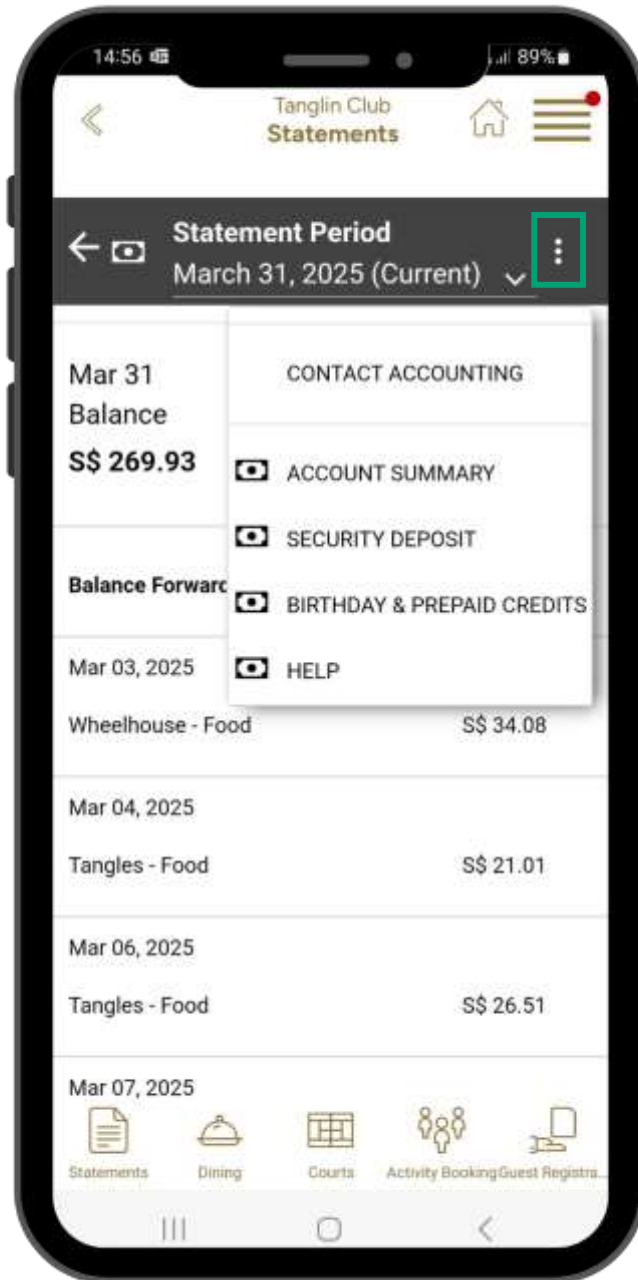 14:56
89%
Tanglin Club
Statements
Statement Period
March 31, 2025 (Current)
Mar 31
Balance
S$ 269.93
CONTACT ACCOUNTING
ACCOUNT SUMMARY
SECURITY DEPOSIT
BIRTHDAY & PREPAID CREDITS
HELP
Balance Forward
Mar 03, 2025
Wheelhouse - Food S$ 34.08
Mar 04, 2025
Tangles - Food S$ 21.01
Mar 06, 2025
Tangles - Food S$ 26.51
Mar 07, 2025
Statements Dining Courts Activity Booking Guest Registra...